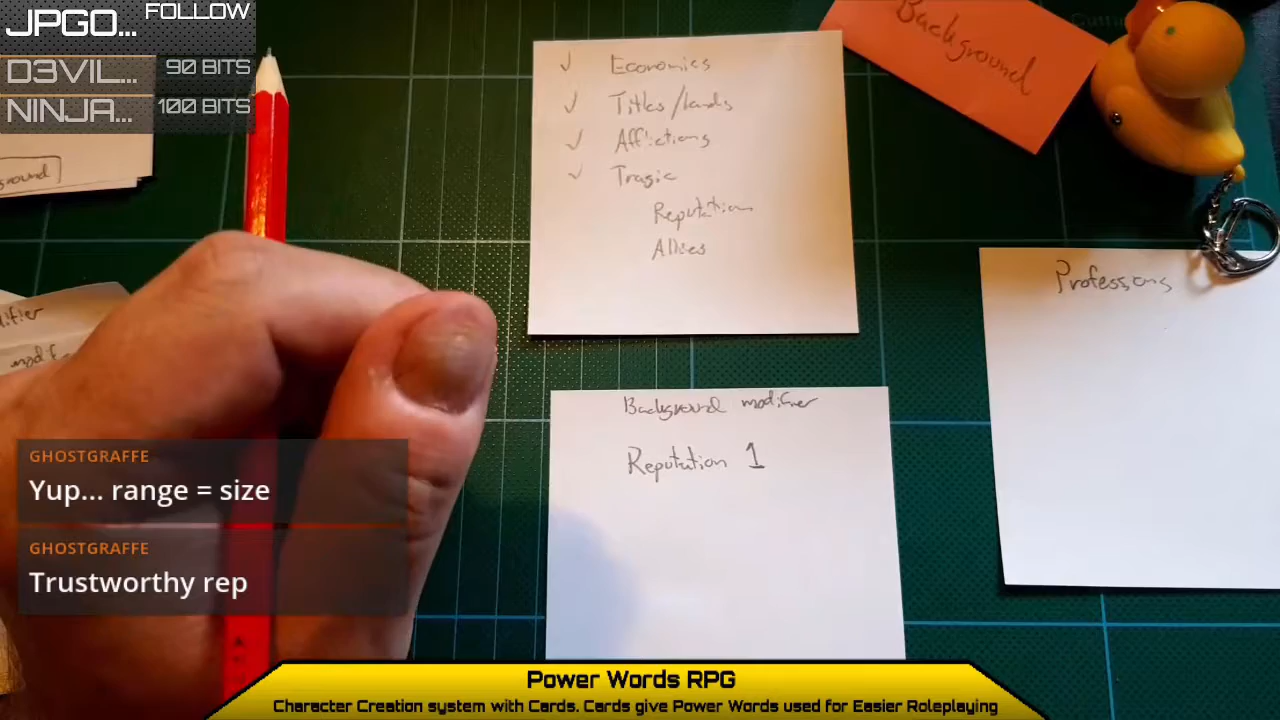 JPGO...
FOLLOW
D3VIL...
90 BITS
NINJA...
100 BITS
Background
✓ Economics
✓ Titles/lands
✓ Afflictions
✓ Tragic
Reputation
Allies
Professions
Background modifier
Reputation 1
GHOSTGRAFFE
Yup... range = size
GHOSTGRAFFE
Trustworthy rep
Power Words RPG
Character Creation system with Cards. Cards give Power Words used for Easier Roleplaying